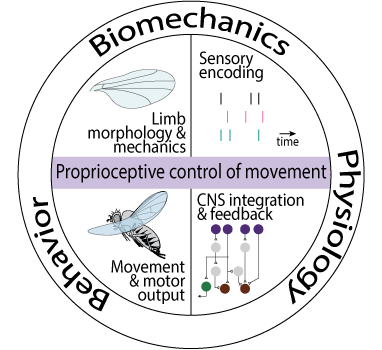 Biomechanics
Sensory
encoding
Limb
morphology &
mechanics
time
Proprioceptive control of movement
CNS integration
& feedback
Movement
& motor
output
Behavior
Physiology